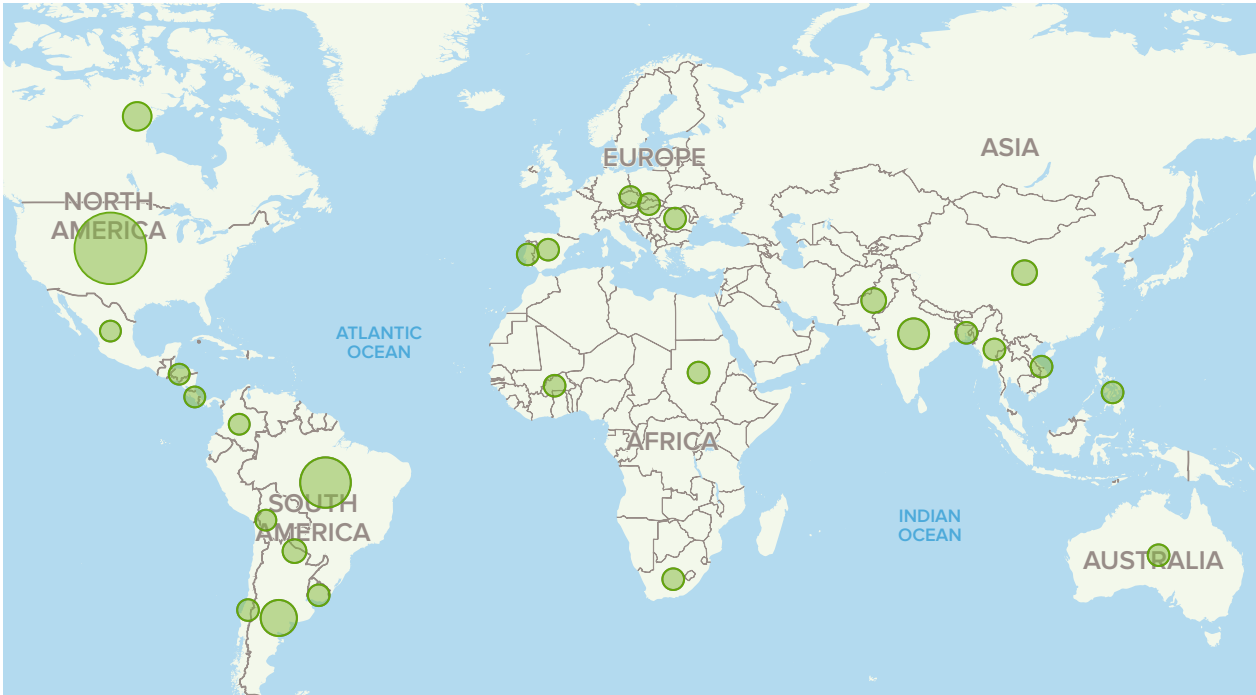 EUROPE
ASIA
NORTH
AMERICA
ATLANTIC
OCEAN
AFRICA
SOUTH
AMERICA
INDIAN
OCEAN
AUSTRALIA